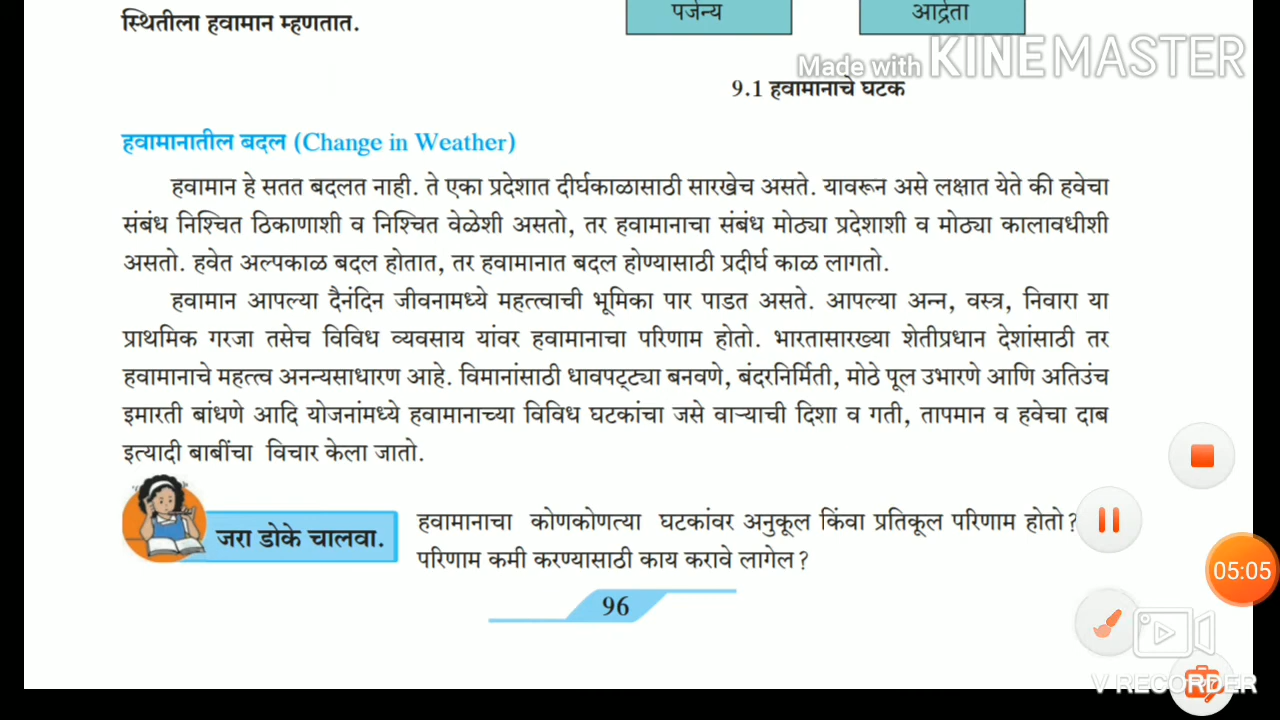 स्थितीला हवामान म्हणतात.
पर्जन्य
आर्द्रता
Made with KINEMASTER
9.1 हवामानाचे घटक
हवामानातील बदल (Change in Weather)
हवामान हे सतत बदलत नाही. ते एका प्रदेशात दीर्घकाळासाठी सारखेच असते. यावरून असे लक्षात येते की हवेचा
संबंध निश्चित ठिकाणाशी व निश्चित वेळेशी असतो, तर हवामानाचा संबंध मोठ्या प्रदेशाशी व मोठ्या कालावधीशी
असतो. हवेत अल्पकाळ बदल होतात, तर हवामानात बदल होण्यासाठी प्रदीर्घ काळ लागतो.
हवामान आपल्या दैनंदिन जीवनामध्ये महत्त्वाची भूमिका पार पाडत असते. आपल्या अन्न, वस्त्र, निवारा या
प्राथमिक गरजा तसेच विविध व्यवसाय यांवर हवामानाचा परिणाम होतो. भारतासारख्या शेतीप्रधान देशांसाठी तर
हवामानाचे महत्त्व अनन्यसाधारण आहे. विमानांसाठी धावपट्ट्या बनवणे, बंदरनिर्मिती, मोठे पूल उभारणे आणि अतिउंच
इमारती बांधणे आदि योजनांमध्ये हवामानाच्या विविध घटकांचा जसे वाऱ्याची दिशा व गती, तापमान व हवेचा दाब
इत्यादी बाबींचा विचार केला जातो.
जरा डोके चालवा.
हवामानाचा कोणकोणत्या घटकांवर अनुकूल किंवा प्रतिकूल परिणाम होतो?
परिणाम कमी करण्यासाठी काय करावे लागेल?
96
05:05
V RECORDER